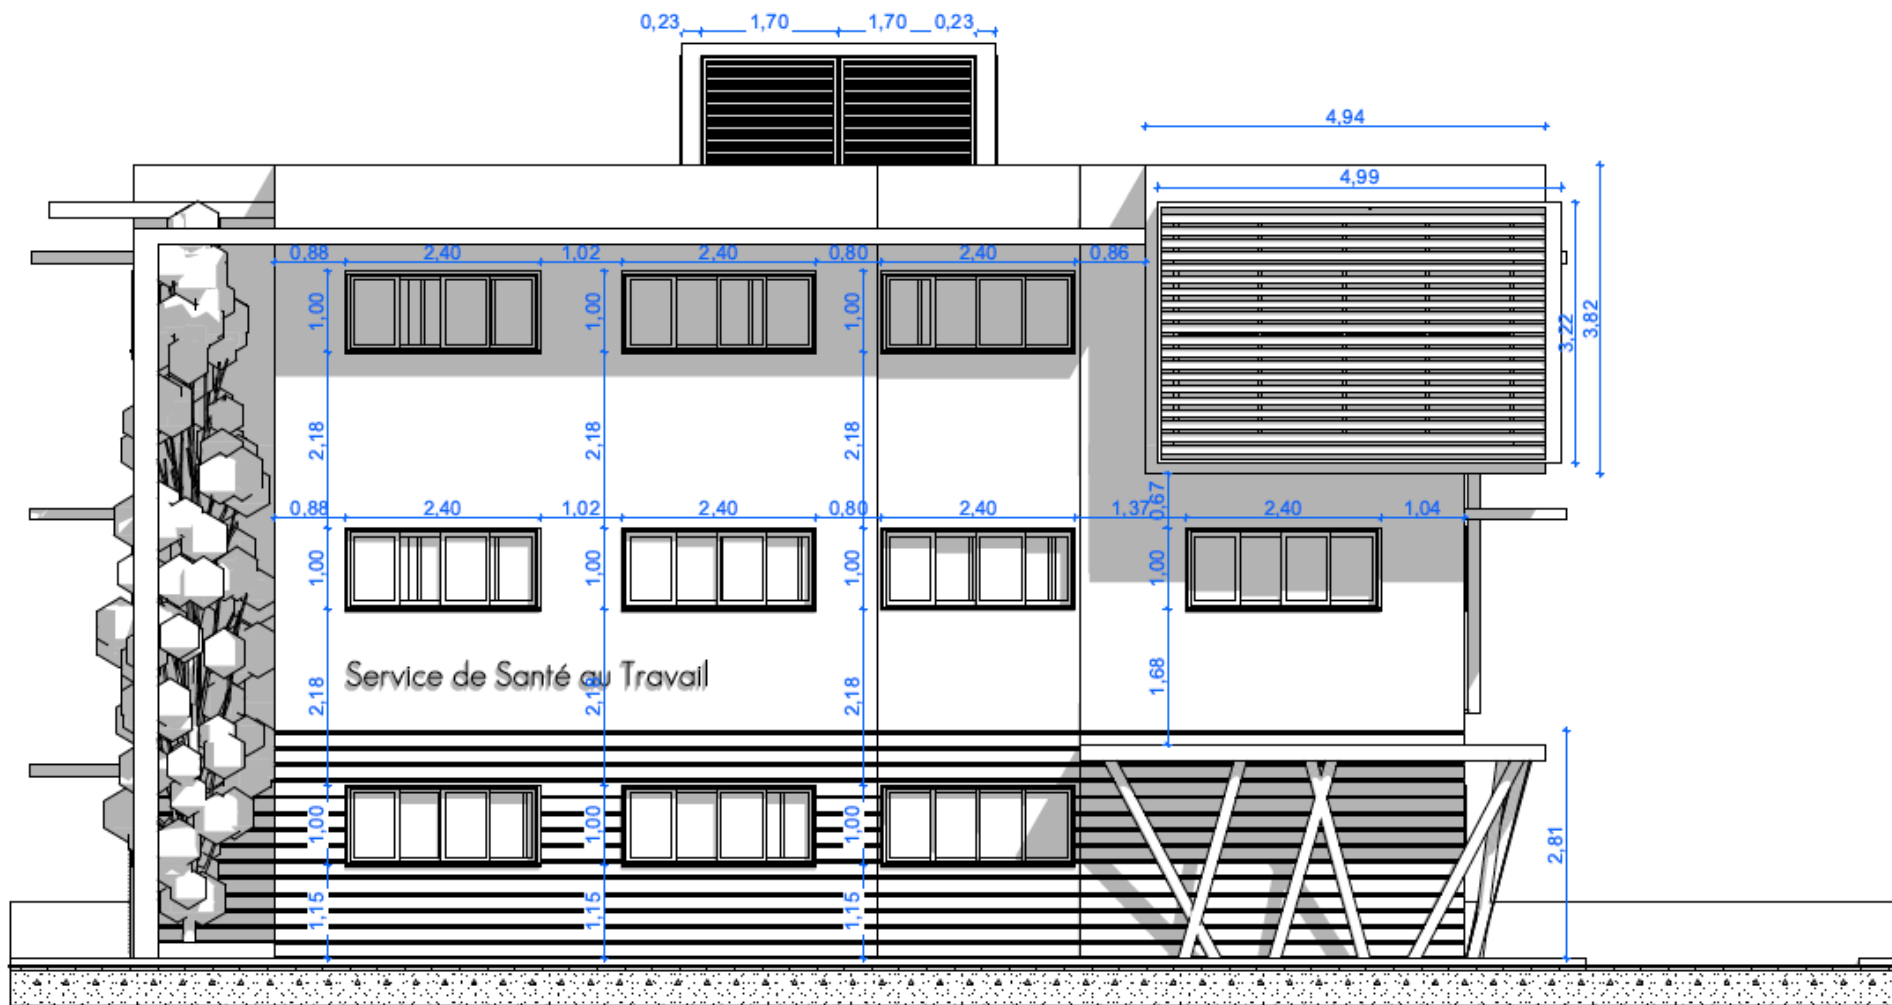 0,23 1,70 1,70 0,23
4,94
4,99
0,88 2,40 1,02 2,40 0,80 2,40 0,86
1,00 1,00 1,00
3,22 3,82
2,18 2,18 2,18
0,88 2,40 1,02 2,40 0,80 2,40 1,37 0,67 2,40 1,04
1,00 1,00 1,00 1,00
Service de Santé au Travail
2,18 2,18 2,18 1,68
1,00 1,00 1,00 2,81
1,15 1,15 1,15